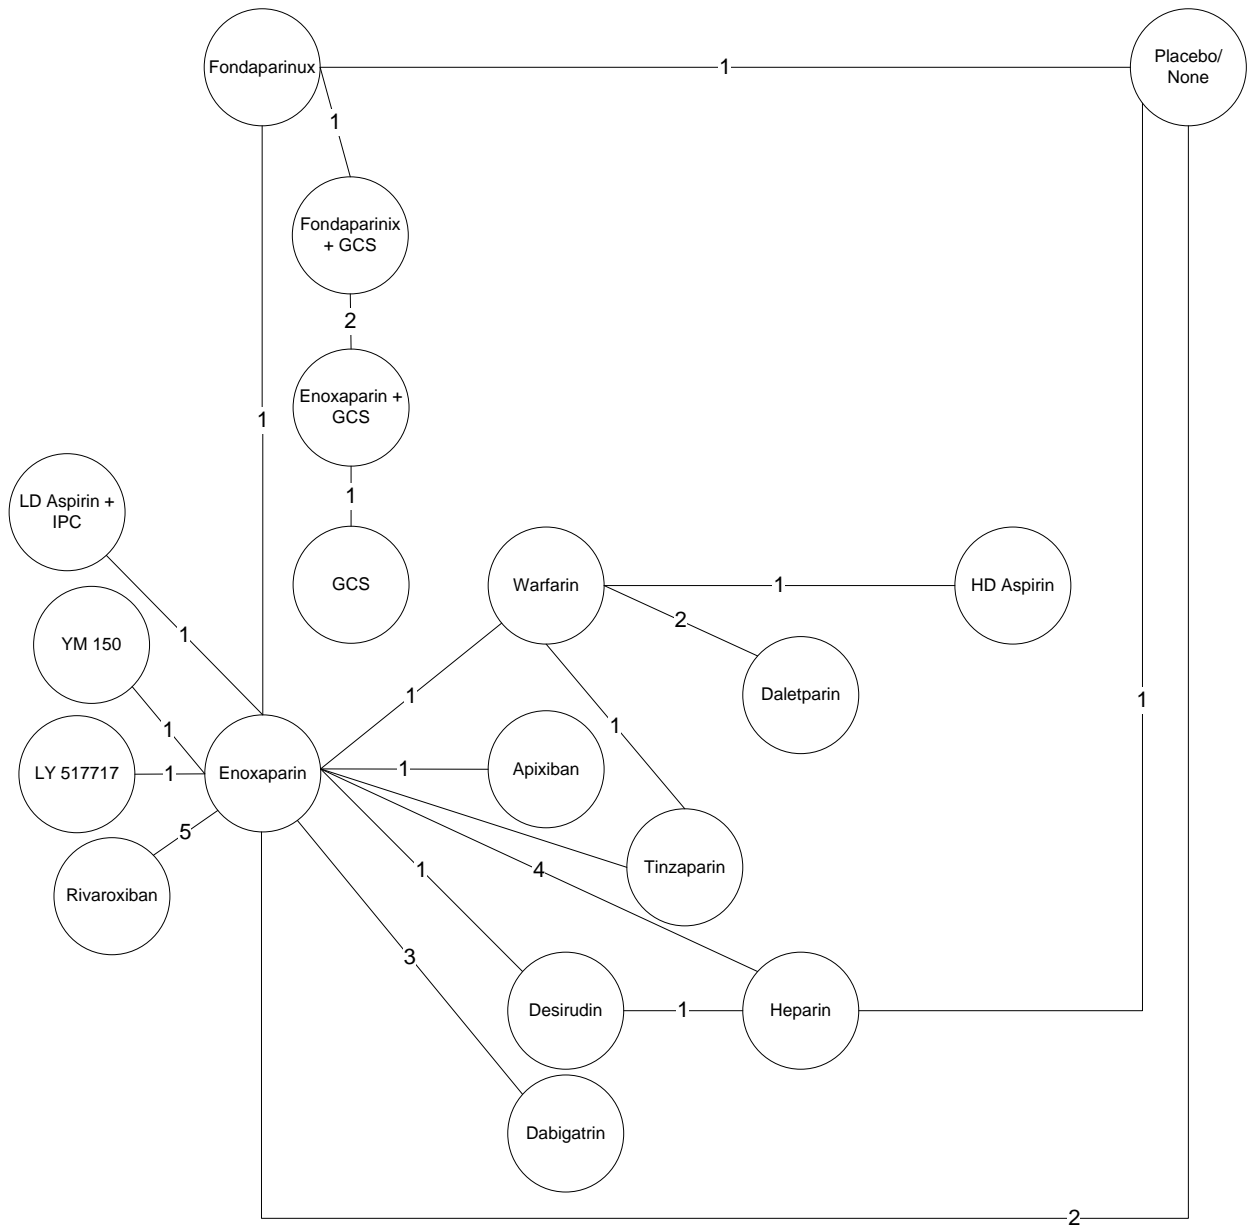 Fondaparinux
1
Placebo/
None
1
Fondaparinix
+ GCS
2
Enoxaparin +
GCS
1
1
LD Aspirin +
IPC
1
GCS
Warfarin
1
HD Aspirin
2
YM 150
1
Daletparin
1
1
1
1
LY 517717
1
Enoxaparin
1
Apixiban
5
4
1
Tinzaparin
Rivaroxiban
3
Desirudin
1
Heparin
Dabigatrin
2